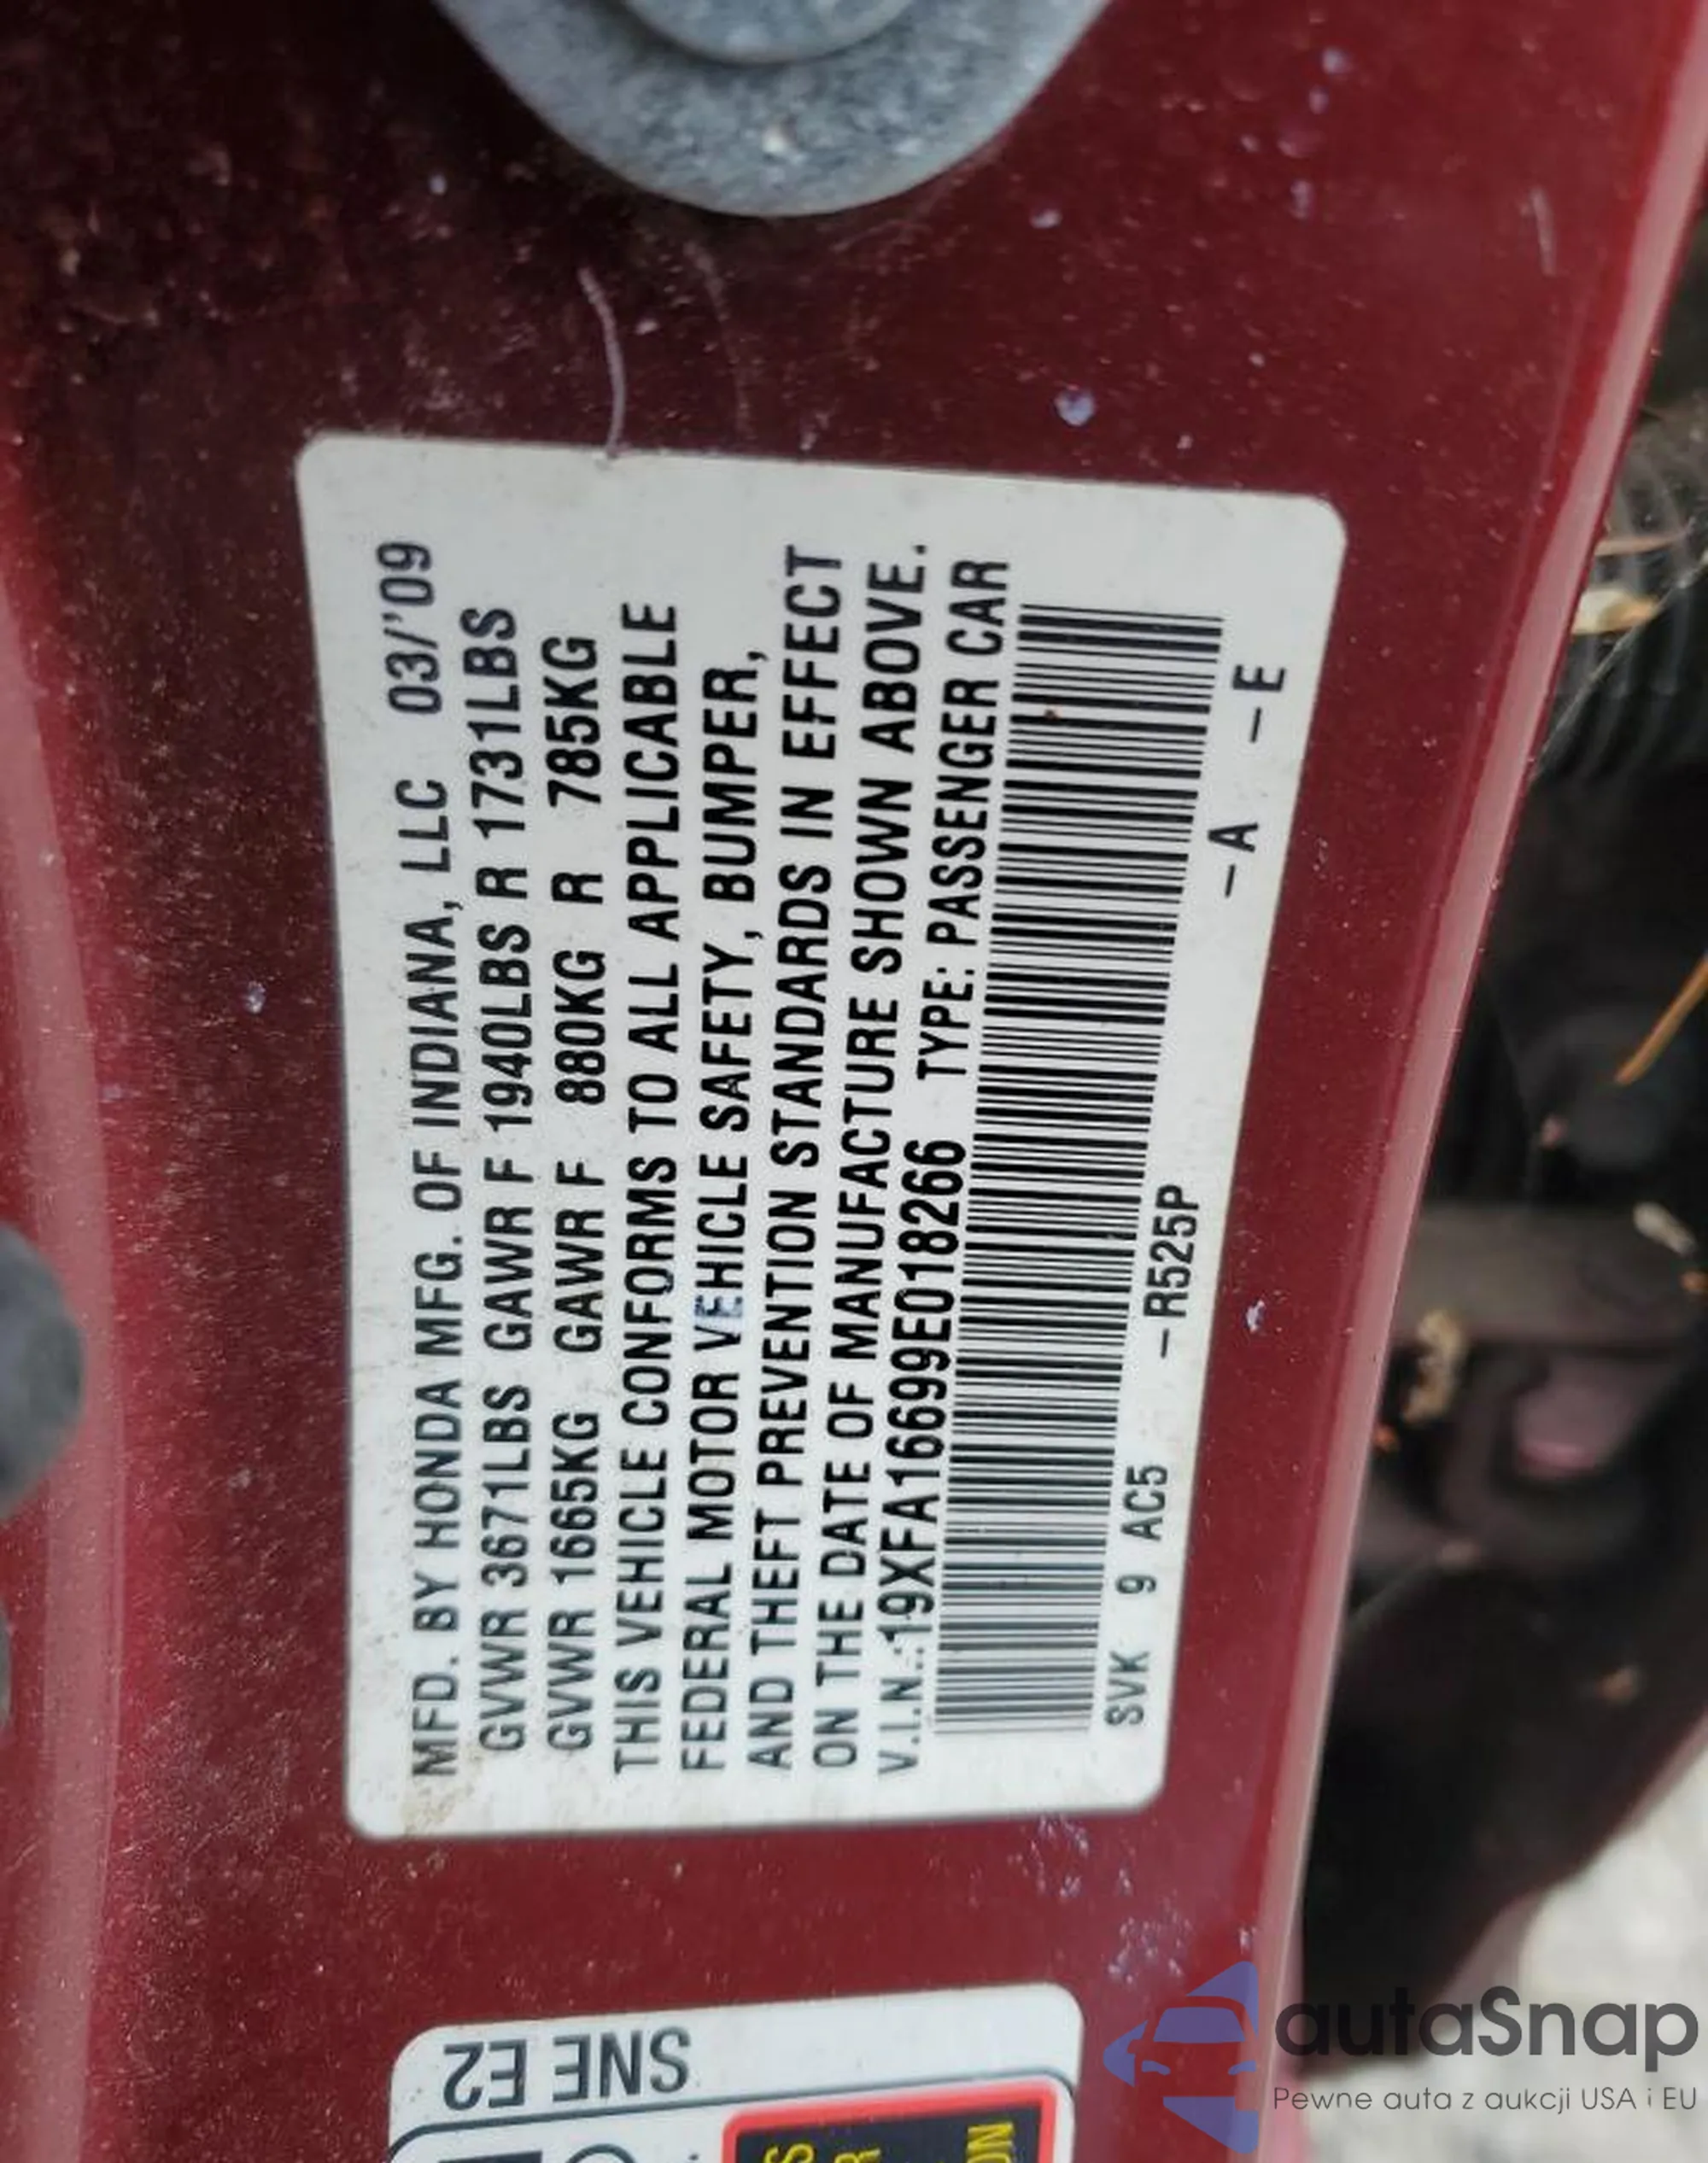 MFD. BY HONDA MFG. OF INDIANA, LLC 03/'09
GVWR 3671LBS GAWR F 1940LBS R 1731LBS
GVWR 1665KG GAWR F 880KG R 785KG
THIS VEHICLE CONFORMS TO ALL APPLICABLE
FEDERAL MOTOR VEHICLE SAFETY, BUMPER,
AND THEFT PREVENTION STANDARDS IN EFFECT
ON THE DATE OF MANUFACTURE SHOWN ABOVE.
V.I.N.:19XFA16699E018266 TYPE: PASSENGER CAR
SVK 9 AC5 –R525P –A –E
SNE E2
autaSnap
Pewne auta z aukcji USA i EU